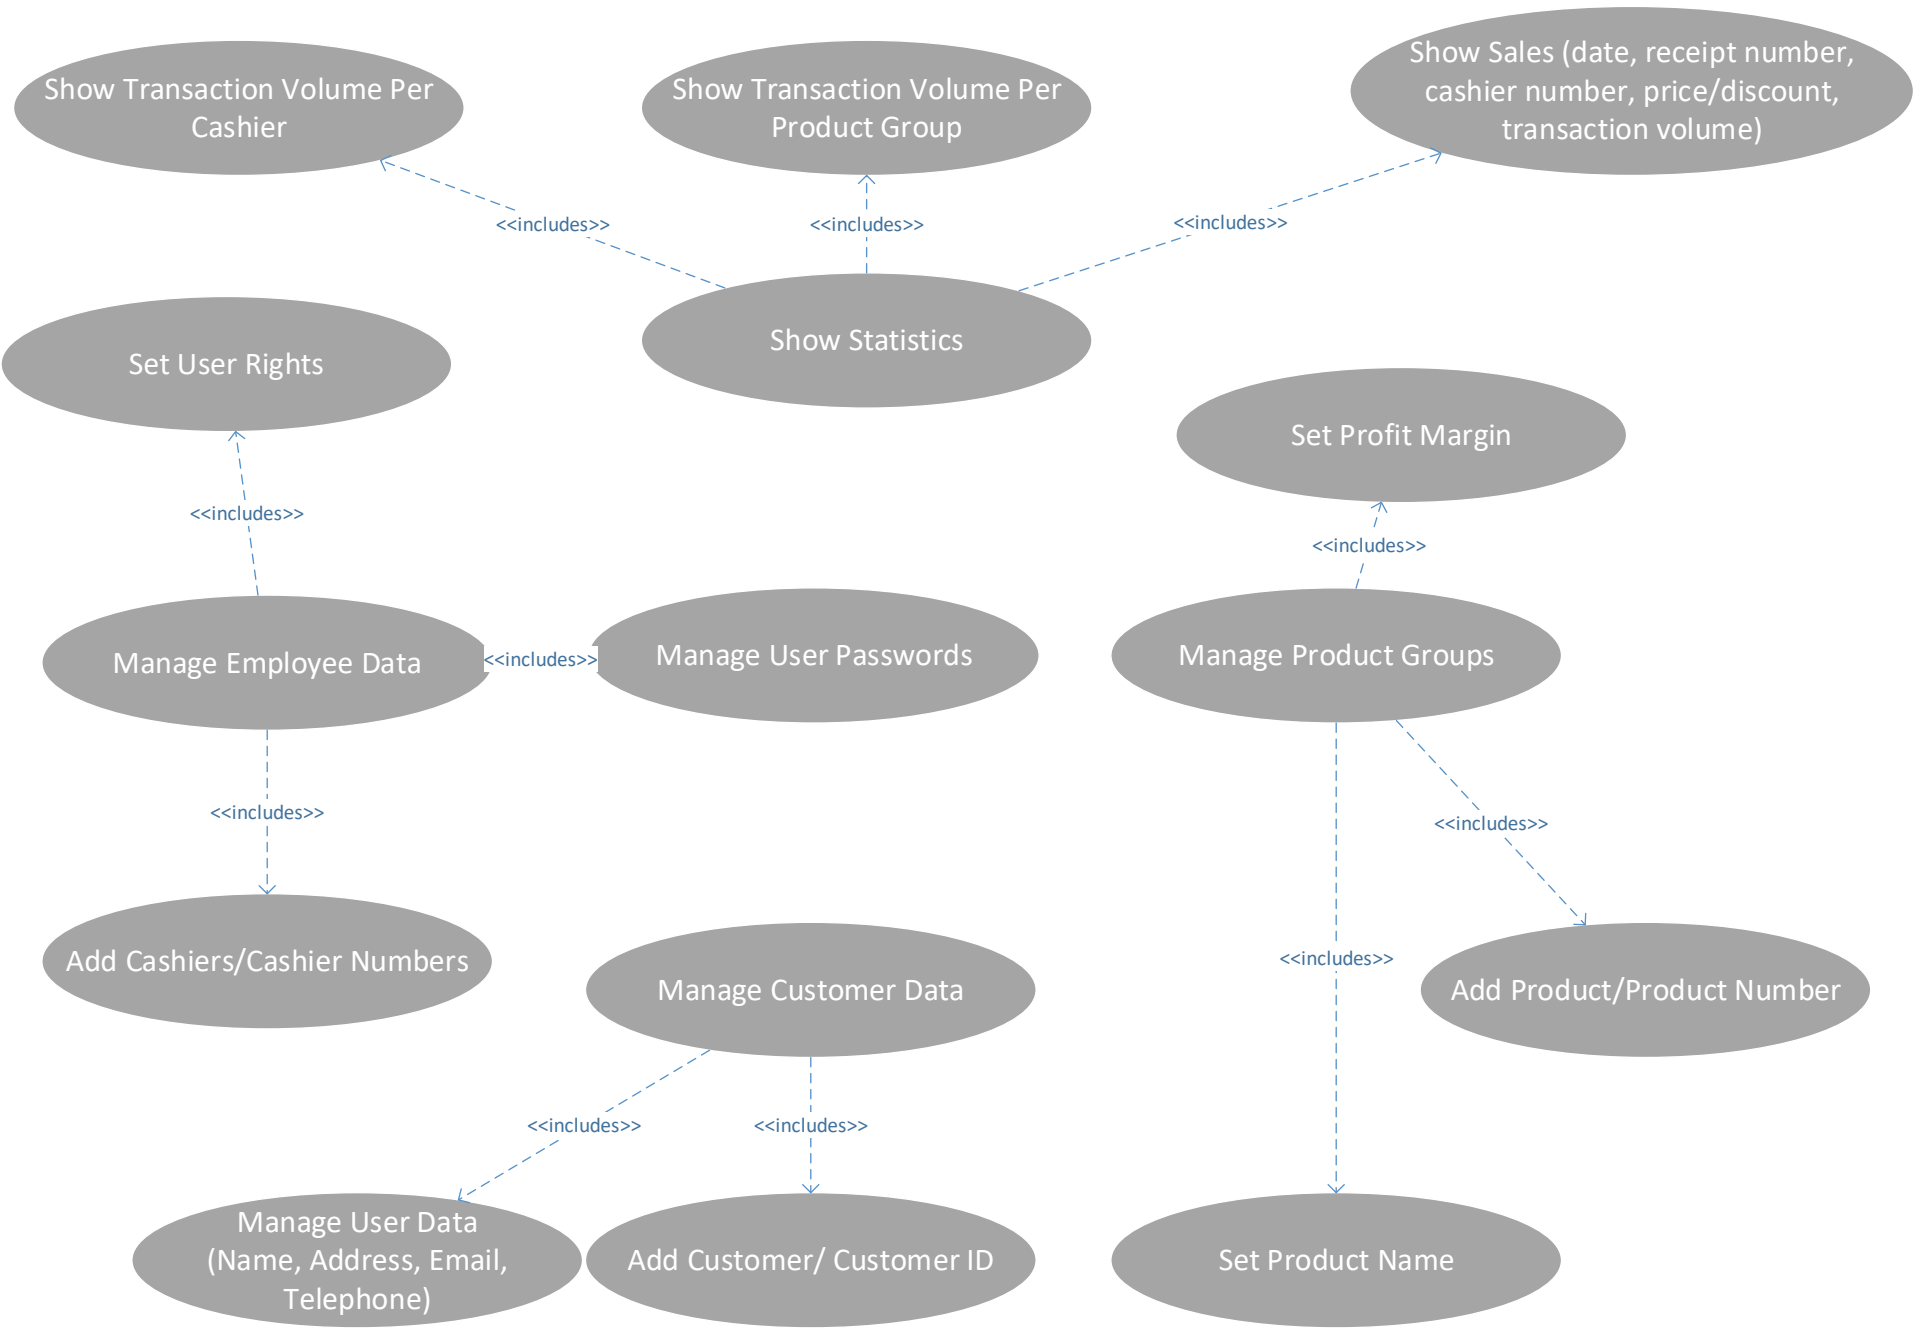 Show Transaction Volume Per
Cashier
Show Transaction Volume Per
Product Group
Show Sales (date, receipt number,
cashier number, price/discount,
transaction volume)
<<includes>>
<<includes>>
<<includes>>
Show Statistics
Set User Rights
Set Profit Margin
<<includes>>
<<includes>>
Manage Employee Data
<<includes>>
Manage User Passwords
Manage Product Groups
<<includes>>
<<includes>>
Add Cashiers/Cashier Numbers
Manage Customer Data
<<includes>>
Add Product/Product Number
<<includes>>
<<includes>>
Manage User Data
(Name, Address, Email,
Telephone)
Add Customer/ Customer ID
Set Product Name